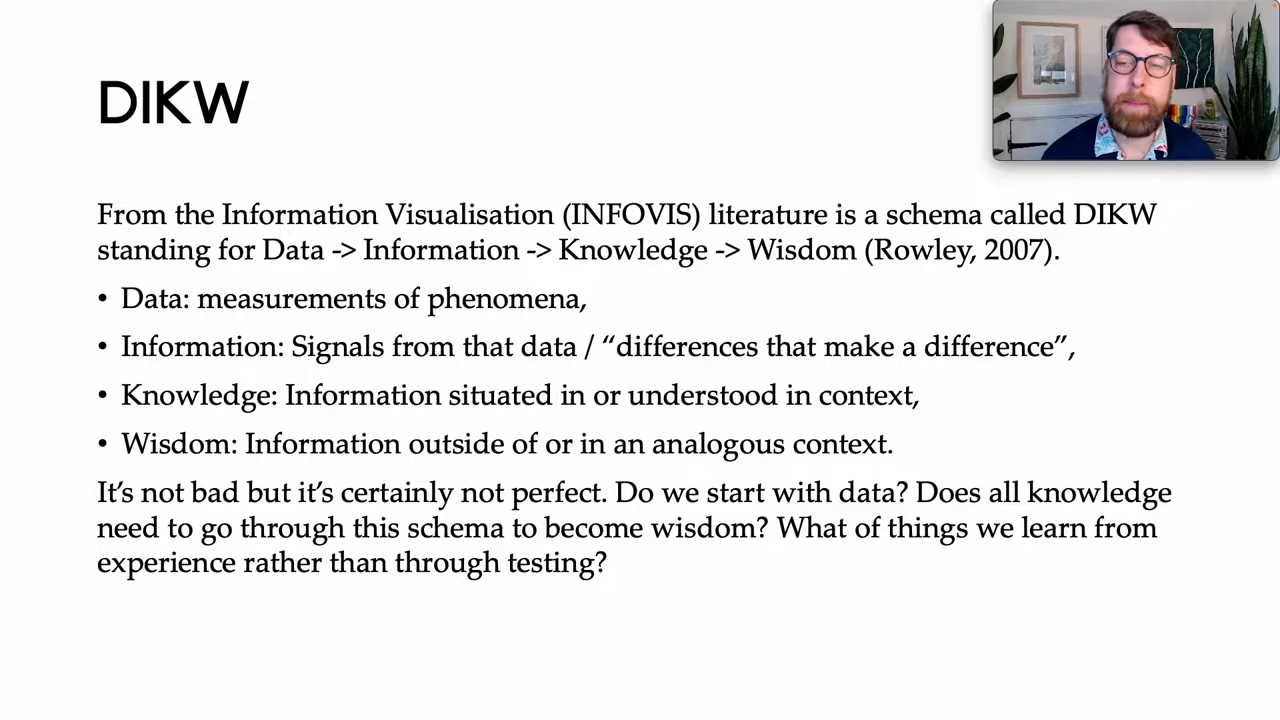 DIKW
From the Information Visualisation (INFOVIS) literature is a schema called DIKW
standing for Data -> Information -> Knowledge -> Wisdom (Rowley, 2007).
• Data: measurements of phenomena,
• Information: Signals from that data / “differences that make a difference”,
• Knowledge: Information situated in or understood in context,
• Wisdom: Information outside of or in an analogous context.
It’s not bad but it’s certainly not perfect. Do we start with data? Does all knowledge
need to go through this schema to become wisdom? What of things we learn from
experience rather than through testing?